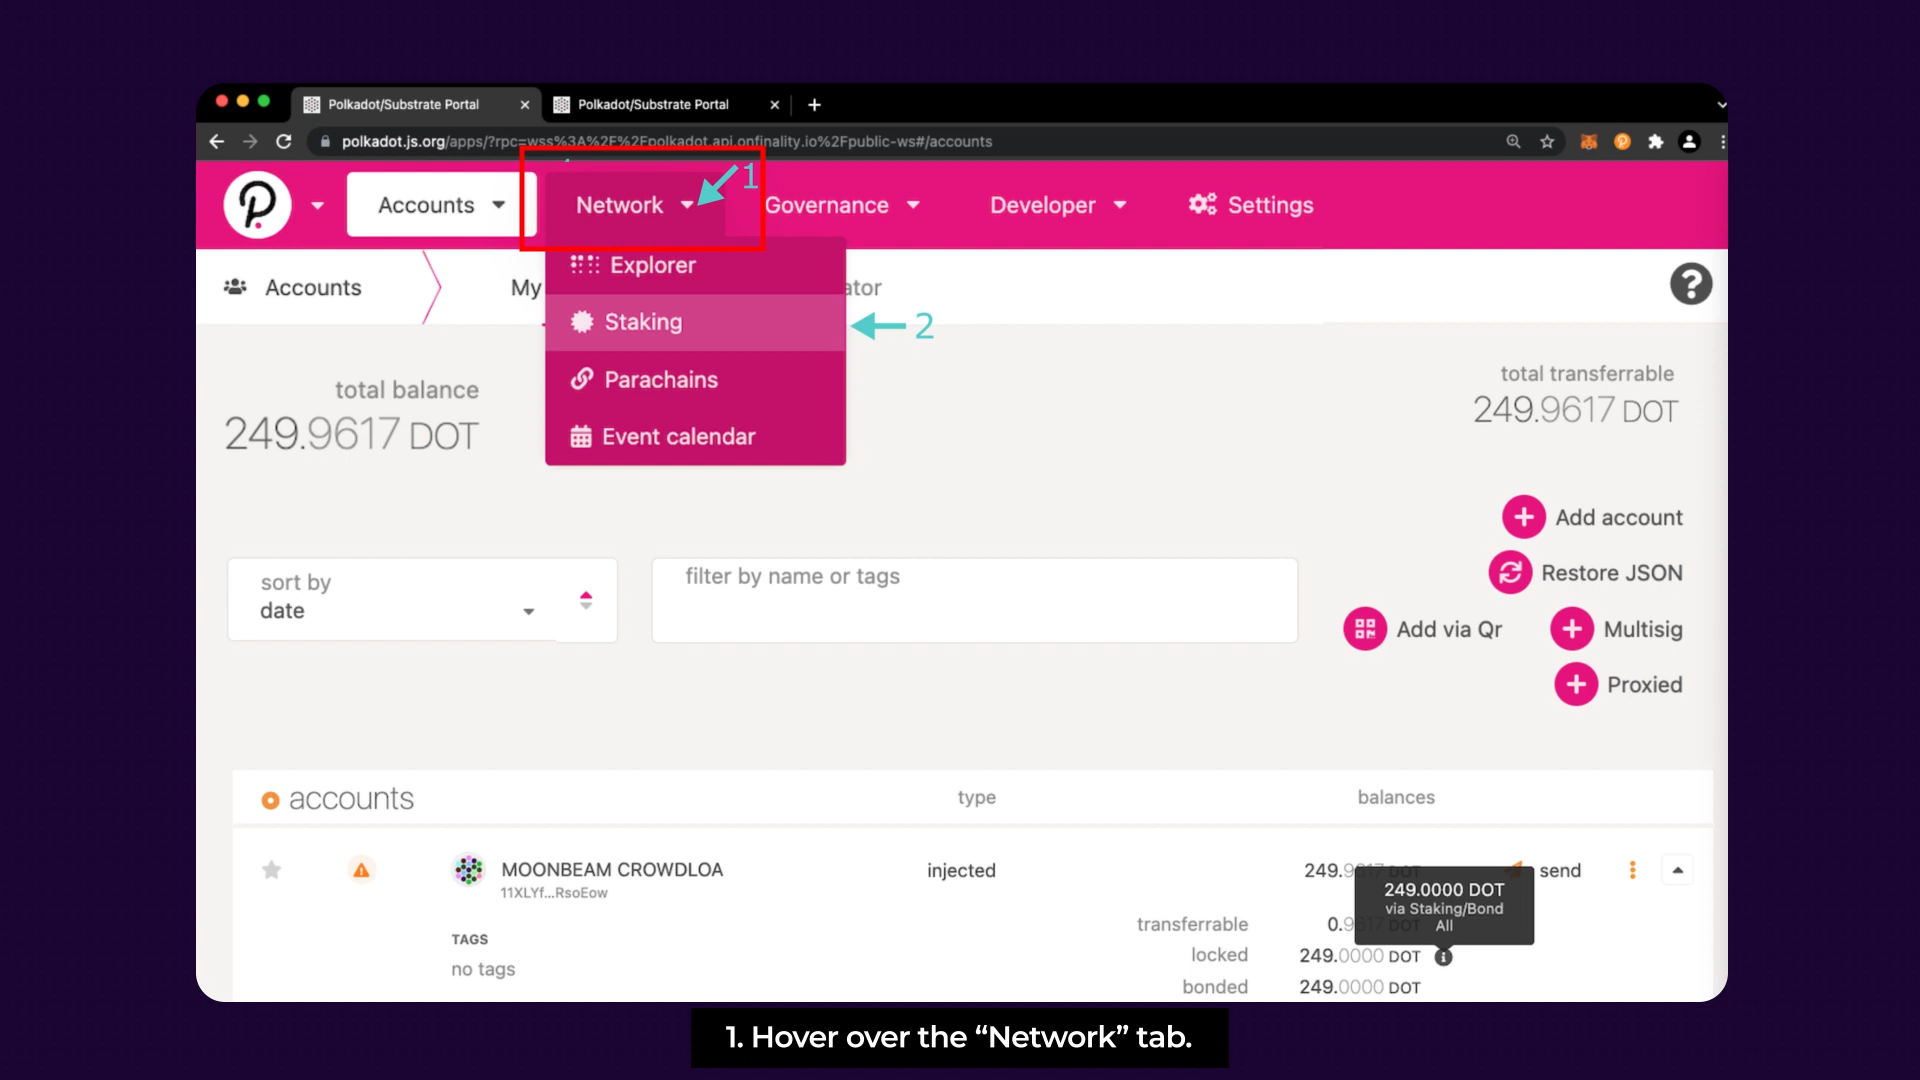 Polkadot/Substrate Portal
Polkadot/Substrate Portal
polkadot.js.org/apps/?rpc=wss%3A%2F%2Fpolkadot.api.onfinality.io%2Fpublic-ws#/accounts
1
Accounts
Network
Governance
Developer
Settings
Accounts
My
ator
Explorer
Staking
2
Parachains
Event calendar
total balance
249.9617 DOT
total transferrable
249.9617 DOT
Add account
Restore JSON
Add via Qr
Multisig
Proxied
sort by
date
filter by name or tags
accounts
type
balances
MOONBEAM CROWDLOA
11XLYf...RsoEow
injected
249.9617 DOT
send
249.0000 DOT
via Staking/Bond
All
TAGS
no tags
transferrable
0.9617 DOT
locked
249.0000 DOT
bonded
249.0000 DOT
1. Hover over the “Network” tab.